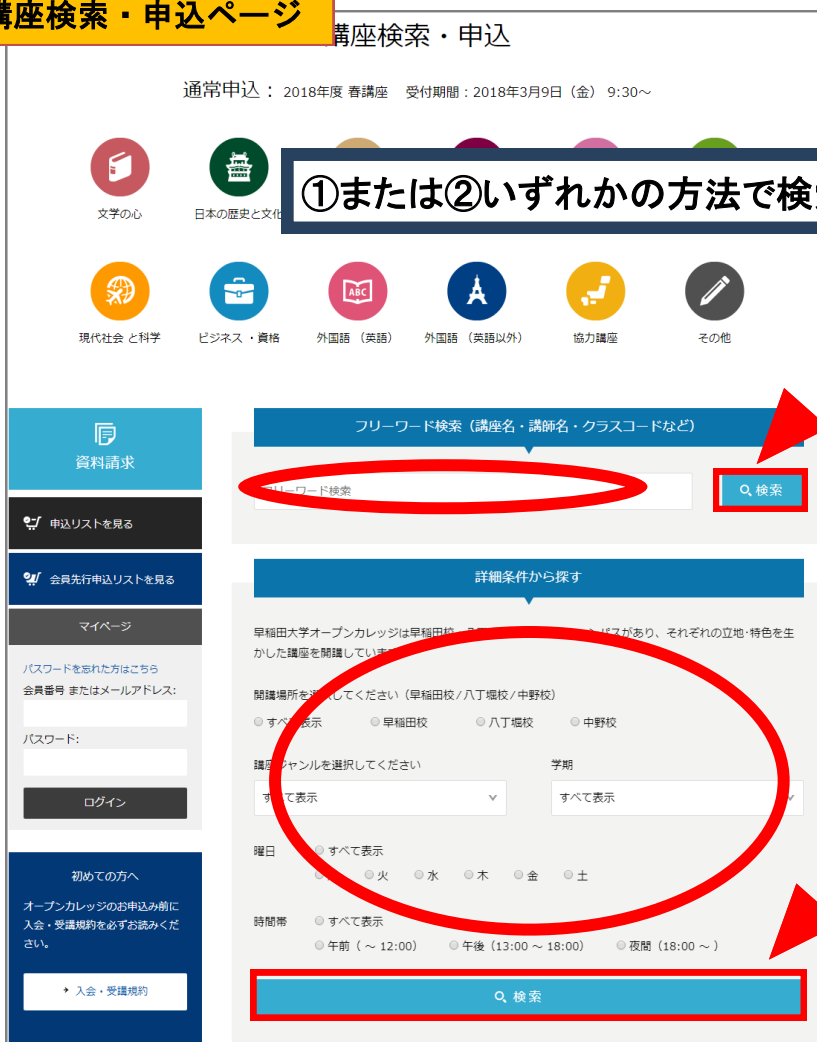 講座検索・申込ページ
講座検索・申込
通常申込： 2018年度 春講座 受付期間：2018年3月9日（金） 9:30～
①または②いずれかの方法で検
文学の心
日本の歴史と文化
ABC
現代社会 と科学
ビジネス ・資格
外国語 （英語）
外国語 （英語以外）
協力講座
その他
資料請求
申込リストを見る
会員先行申込リストを見る
マイページ
パスワードを忘れた方はこちら
会員番号 またはメールアドレス:
パスワード:
ログイン
初めての方へ
オープンカレッジのお申込み前に
入会・受講規約を必ずお読みくだ
さい。
入会・受講規約
フリーワード検索（講座名・講師名・クラスコードなど）
フリーワード検索
検索
詳細条件から探す
早稲田大学オープンカレッジは早稲田校 パスがあり、それぞれの立地･特色を生
かした講座を開講しています
開講場所を選択してください（早稲田校/八丁堀校/中野校）
すべて表示 早稲田校 八丁堀校 中野校
講座ジャンルを選択してください 学期
すべて表示 すべて表示
曜日 すべて表示
火 水 木 金 土
時間帯 すべて表示
午前（ ～ 12:00） 午後（13:00 ～ 18:00） 夜間（18:00 ～ ）
検索